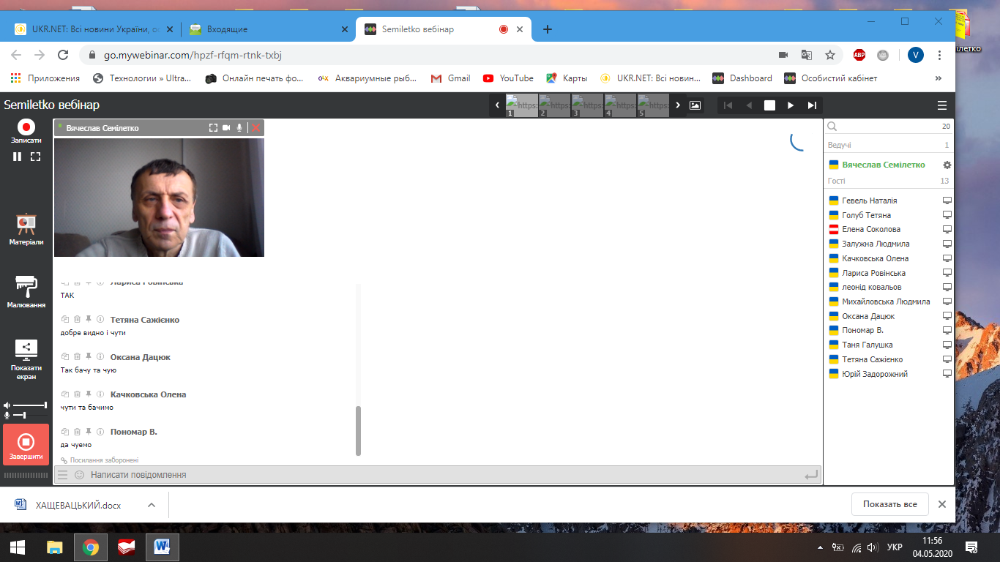 UKR.NET: Всі новини України, ос
Входящие
Semiletko вебінар
go.mywebinar.com/hpzf-rfqm-rtnk-txbj
ABP
V
Приложения
Технологии » Ultra...
Онлайн печать фо...
Аквариумные рыб...
Gmail
YouTube
Карты
UKR.NET: Всі новин...
Dashboard
Особистий кабінет
»
Semiletko вебінар
https:
1
https:
2
https:
3
https:
4
https:
5
Записати
Матеріали
Малювання
Показати
екран
Завершити
Вячеслав Семілетко
Лариса Ровінська
ТАК
Тетяна Сажієнко
добре видно і чути
Оксана Дацюк
Так бачу та чую
Качковська Олена
чути та бачимо
Пономар В.
да чуемо
Посилання заборонені
Написати повідомлення
20
Ведучі 1
Вячеслав Семілетко
Гості 13
Гевель Наталія
Голуб Тетяна
Елена Соколова
Залужна Людмила
Качковська Олена
Лариса Ровінська
леонід ковальов
Михайловська Людмила
Оксана Дацюк
Пономар В.
Таня Галушка
Тетяна Сажієнко
Юрій Задорожний
ХАЩЕВАЦЬКИЙ.docx
Показать все
УКР
11:56
04.05.2020